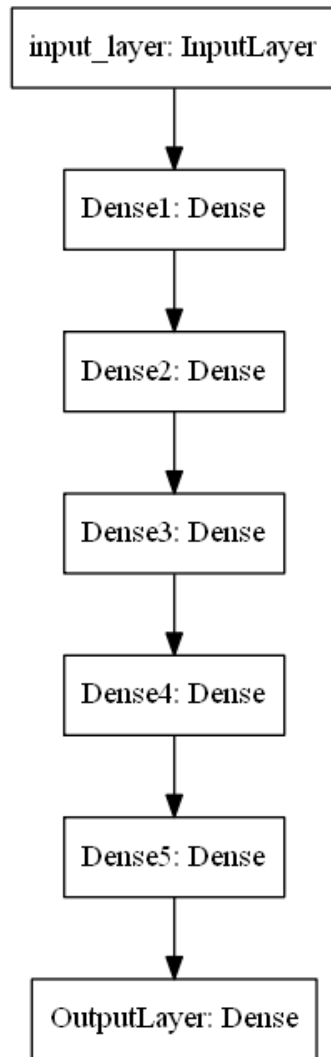 input_layer: InputLayer
Dense1: Dense
Dense2: Dense
Dense3: Dense
Dense4: Dense
Dense5: Dense
OutputLayer: Dense